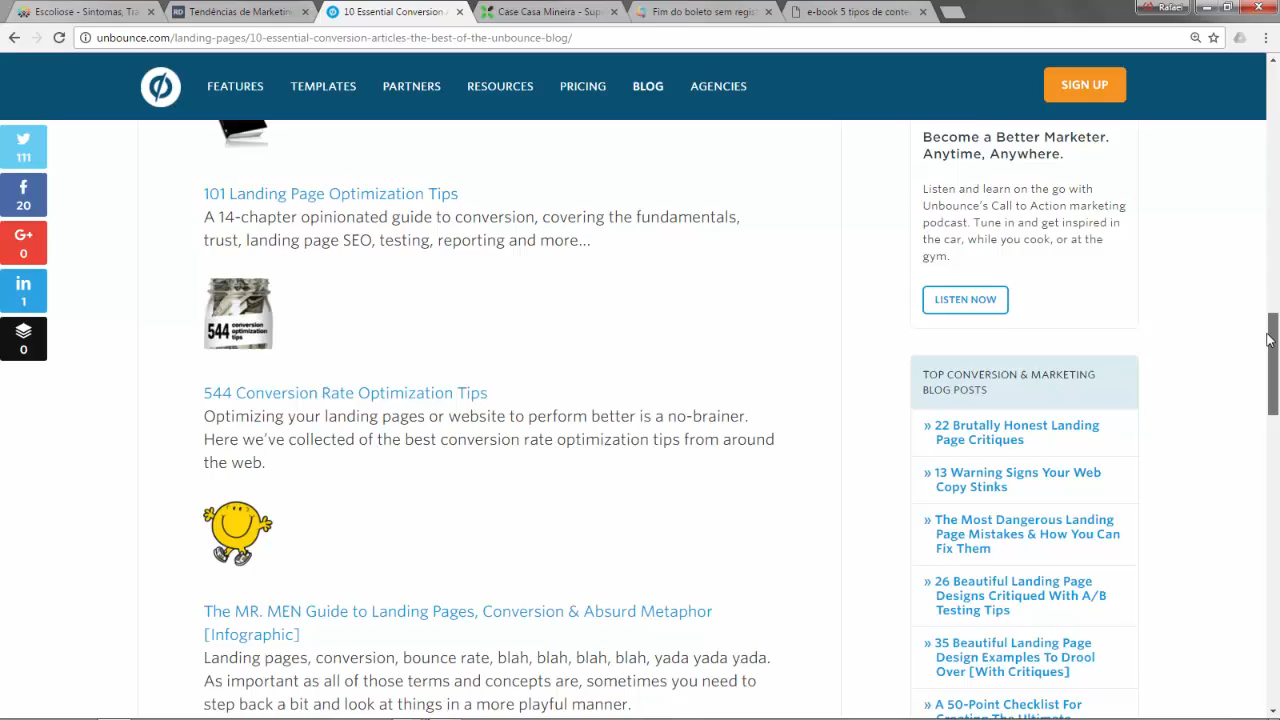 Escoliose - Sintomas, Tra
Tendências de Marketing
10 Essential Conversion
Case Casa Mineira - Sup
Fim do boleto sem regist
e-book 5 tipos de conte
Rafael
unbounce.com/landing-pages/10-essential-conversion-articles-the-best-of-the-unbounce-blog/
FEATURES TEMPLATES PARTNERS RESOURCES PRICING BLOG AGENCIES
SIGN UP
111
20
G+
0
in
1
0
101 Landing Page Optimization Tips
A 14-chapter opinionated guide to conversion, covering the fundamentals,
trust, landing page SEO, testing, reporting and more...
544 conversion
optimization
tips
544 Conversion Rate Optimization Tips
Optimizing your landing pages or website to perform better is a no-brainer.
Here we've collected of the best conversion rate optimization tips from around
the web.
The MR. MEN Guide to Landing Pages, Conversion & Absurd Metaphor
[Infographic]
Landing pages, conversion, bounce rate, blah, blah, blah, blah, yada yada yada.
As important as all of those terms and concepts are, sometimes you need to
step back a bit and look at things in a more playful manner.
Become a Better Marketer.
Anytime, Anywhere.
Listen and learn on the go with
Unbounce's Call to Action marketing
podcast. Tune in and get inspired in
the car, while you cook, or at the
gym.
LISTEN NOW
TOP CONVERSION & MARKETING
BLOG POSTS
» 22 Brutally Honest Landing
Page Critiques
» 13 Warning Signs Your Web
Copy Stinks
» The Most Dangerous Landing
Page Mistakes & How You Can
Fix Them
» 26 Beautiful Landing Page
Designs Critiqued With A/B
Testing Tips
» 35 Beautiful Landing Page
Design Examples To Drool
Over [With Critiques]
» A 50-Point Checklist For
Creating The Ultimate